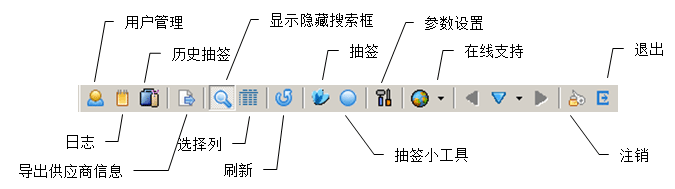 用户管理
历史抽签
显示隐藏搜索框
抽签
参数设置
在线支持
退出
日志
导出供应商信息
选择列
刷新
抽签小工具
注销